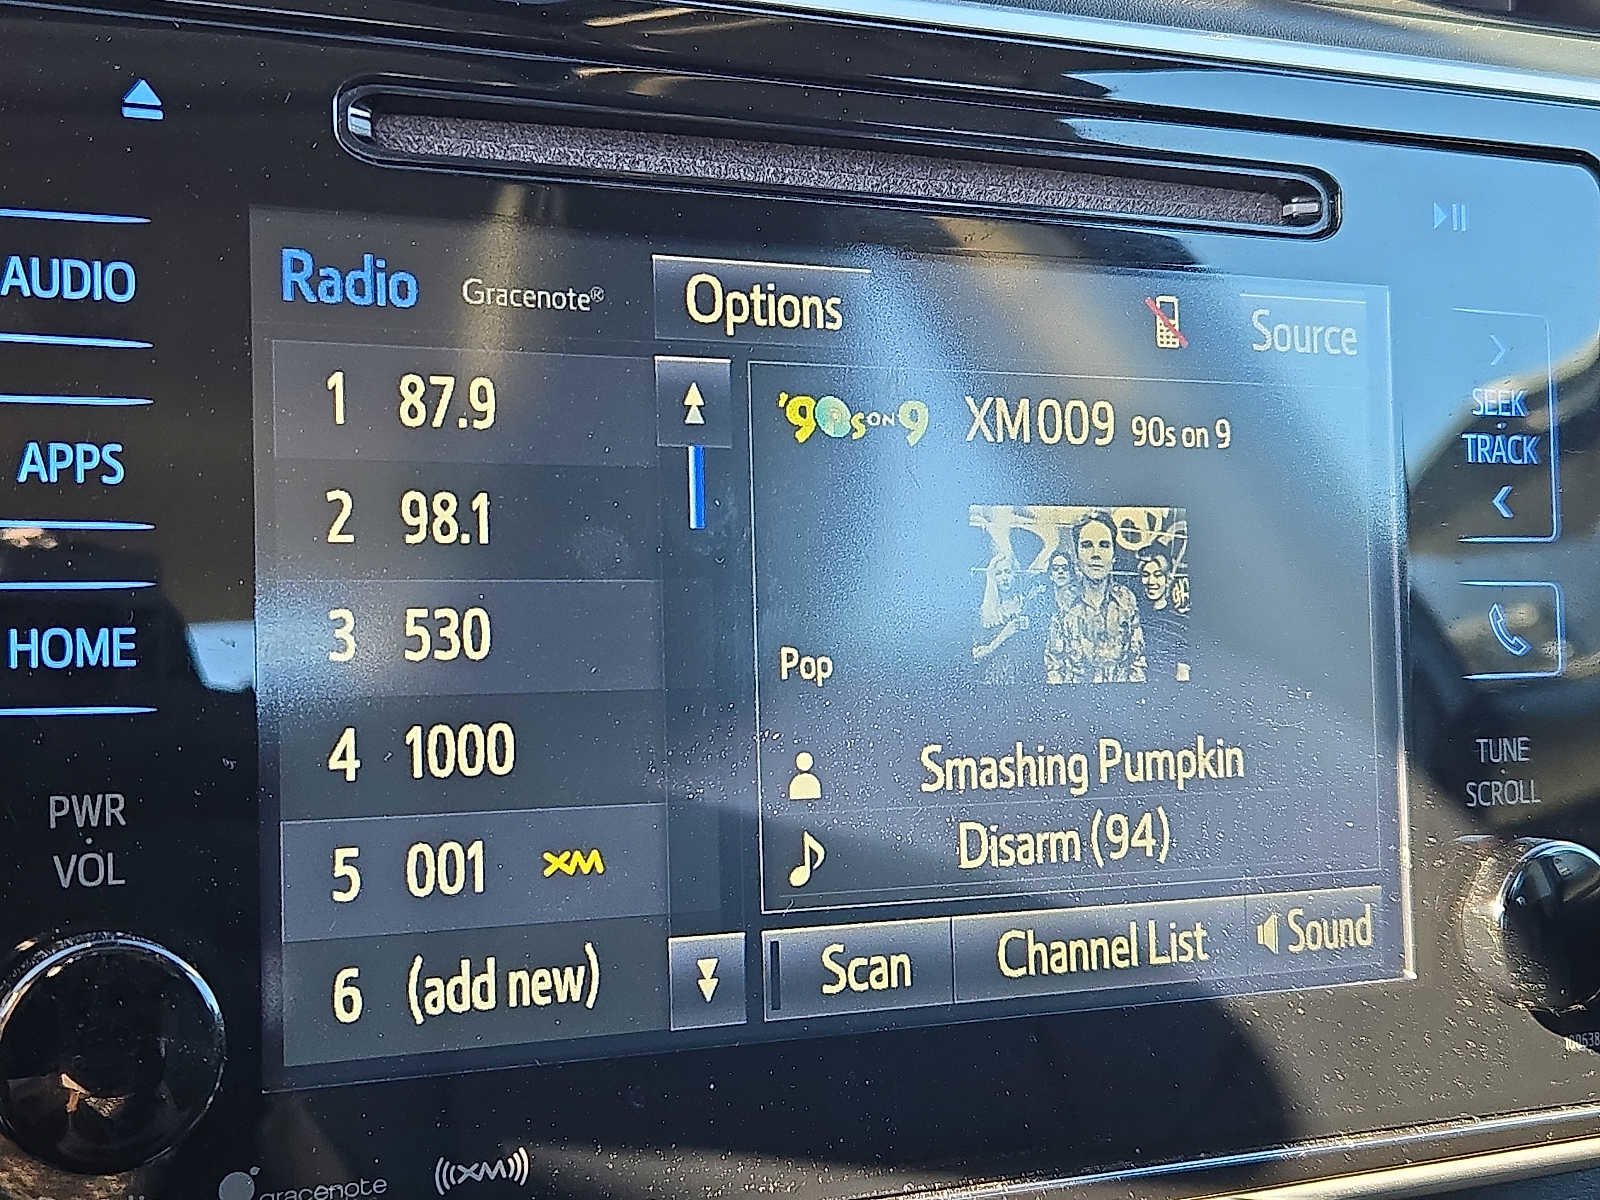 AUDIO
APPS
HOME
PWR
VOL
Radio
Gracenote®
Options
Source
1 87.9
2 98.1
3 530
4 1000
5 001 XM
6 (add new)
'90s ON 9
XM009 90s on 9
Pop
Smashing Pumpkin
Disarm (94)
Scan
Channel List
Sound
SEEK
TRACK
TUNE
SCROLL
gracenote
((XM))